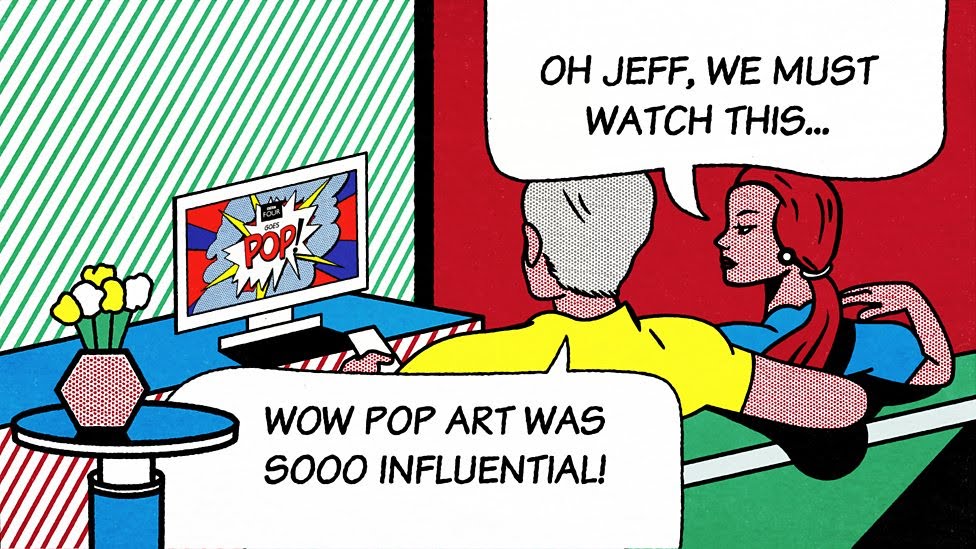 OH JEFF, WE MUST
WATCH THIS...
FOUR
GOES
POP!
WOW POP ART WAS
SOOO INFLUENTIAL!